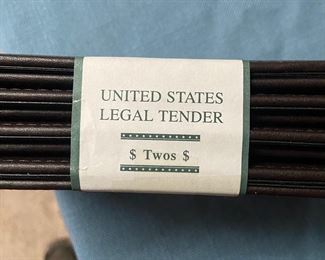 UNITED STATES
LEGAL TENDER
$ Twos $